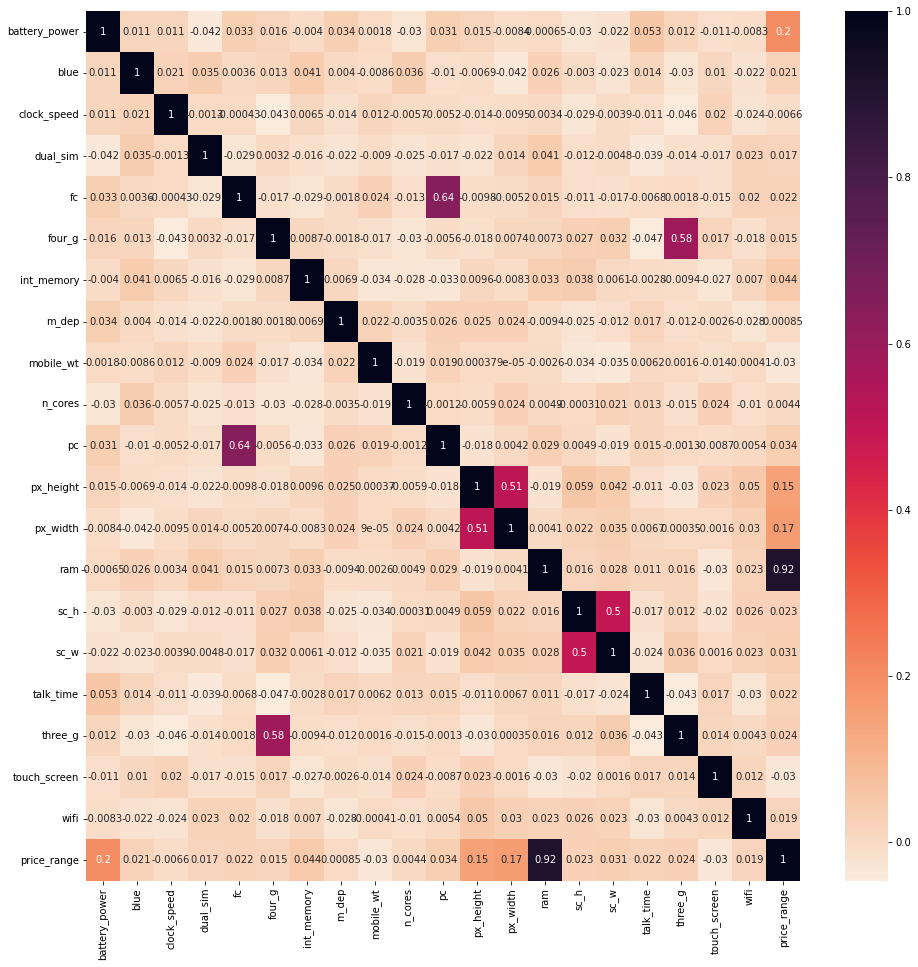 battery_power 1 0.011 0.011 -0.042 0.033 0.016 -0.004 0.034 0.0018 -0.03 0.031 0.015 -0.0084 0.00065 -0.03 -0.022 0.053 0.012 -0.011 -0.0083 0.2
blue 0.011 1 0.021 0.035 0.0036 0.013 0.041 0.004 -0.0086 0.036 -0.01 -0.0069 -0.042 0.026 -0.003 -0.023 0.014 -0.03 0.01 -0.022 0.021
clock_speed 0.011 0.021 1 -0.0013 0.00043 -0.043 0.0065 -0.014 0.012 -0.0057 0.0052 -0.014 0.0095 0.0034 -0.029 -0.0039 -0.011 -0.046 0.02 -0.024 -0.0066
dual_sim -0.042 0.035 -0.0013 1 -0.029 0.0032 -0.016 -0.022 -0.009 -0.025 -0.017 -0.022 0.014 0.041 -0.012 -0.0048 -0.039 -0.014 -0.017 0.023 0.017
fc 0.033 0.0036 -0.00043 -0.029 1 -0.017 -0.029 -0.0018 0.024 -0.013 0.64 -0.0098 -0.0052 0.015 -0.011 -0.017 -0.0068 0.0018 -0.015 0.02 0.022
four_g 0.016 0.013 -0.043 0.0032 -0.017 1 0.0087 -0.0018 -0.017 -0.03 -0.0056 -0.018 0.0074 0.0073 0.027 0.032 -0.047 0.58 0.017 -0.018 0.015
int_memory -0.004 0.041 0.0065 -0.016 -0.029 0.0087 1 0.0069 -0.034 -0.028 -0.033 0.0096 -0.0083 0.033 0.038 0.0061 -0.0028 -0.0094 -0.027 0.007 0.044
m_dep 0.034 0.004 -0.014 -0.022 -0.0018 -0.0018 0.0069 1 0.022 -0.0035 0.026 0.025 0.024 -0.0094 -0.025 -0.012 0.017 -0.012 -0.0026 -0.028 0.00085
mobile_wt 0.0018 -0.0086 0.012 -0.009 0.024 -0.017 -0.034 0.022 1 -0.019 0.019 0.00037 9e-05 -0.0026 -0.034 -0.035 0.0062 0.0016 -0.014 0.00041 -0.03
n_cores -0.03 0.036 -0.0057 -0.025 -0.013 -0.03 -0.028 -0.0035 -0.019 1 -0.0012 -0.0059 0.024 0.0049 -0.00031 0.021 0.013 -0.015 0.024 -0.01 0.0044
pc 0.031 -0.01 -0.0052 -0.017 0.64 -0.0056 -0.033 0.026 0.019 -0.0012 1 -0.018 0.0042 0.029 0.0049 -0.019 0.015 -0.0013 -0.0087 0.0054 0.034
px_height 0.015 -0.0069 -0.014 -0.022 -0.0098 -0.018 0.0096 0.025 0.00037 -0.0059 -0.018 1 0.51 -0.019 0.059 0.042 -0.011 -0.03 0.023 0.05 0.15
px_width -0.0084 -0.042 -0.0095 0.014 -0.0052 0.0074 -0.0083 0.024 9e-05 0.024 0.0042 0.51 1 0.0041 0.022 0.035 0.0067 0.00035 -0.0016 0.03 0.17
ram -0.00065 0.026 0.0034 0.041 0.015 0.0073 0.033 -0.0094 -0.0026 0.0049 0.029 -0.019 0.0041 1 0.016 0.028 0.011 0.016 -0.03 0.023 0.92
sc_h -0.03 -0.003 -0.029 -0.012 -0.011 0.027 0.038 -0.025 -0.034 -0.00031 0.0049 0.059 0.022 0.016 1 0.5 -0.017 0.012 -0.02 0.026 0.023
sc_w -0.022 -0.023 -0.0039 -0.0048 -0.017 0.032 0.0061 -0.012 -0.035 0.021 -0.019 0.042 0.035 0.028 0.5 1 -0.024 0.036 0.0016 0.023 0.031
talk_time 0.053 0.014 -0.011 -0.039 -0.0068 -0.047 -0.0028 0.017 0.0062 0.013 0.015 -0.011 0.0067 0.011 -0.017 -0.024 1 -0.043 0.017 -0.03 0.022
three_g 0.012 -0.03 -0.046 -0.014 0.0018 0.58 -0.0094 -0.012 0.0016 -0.015 -0.0013 -0.03 0.00035 0.016 0.012 0.036 -0.043 1 0.014 0.0043 0.024
touch_screen -0.011 0.01 0.02 -0.017 -0.015 0.017 -0.027 -0.0026 -0.014 0.024 -0.0087 0.023 -0.0016 -0.03 -0.02 0.0016 0.017 0.014 1 0.012 -0.03
wifi -0.0083 -0.022 -0.024 0.023 0.02 -0.018 0.007 -0.028 0.00041 -0.01 0.0054 0.05 0.03 0.023 0.026 0.023 -0.03 0.0043 0.012 1 0.019
price_range 0.2 0.021 -0.0066 0.017 0.022 0.015 0.044 0.00085 -0.03 0.0044 0.034 0.15 0.17 0.92 0.023 0.031 0.022 0.024 -0.03 0.019 1
battery_power blue clock_speed dual_sim fc four_g int_memory m_dep mobile_wt n_cores pc px_height px_width ram sc_h sc_w talk_time three_g touch_screen wifi price_range
1.0
0.8
0.6
0.4
0.2
0.0